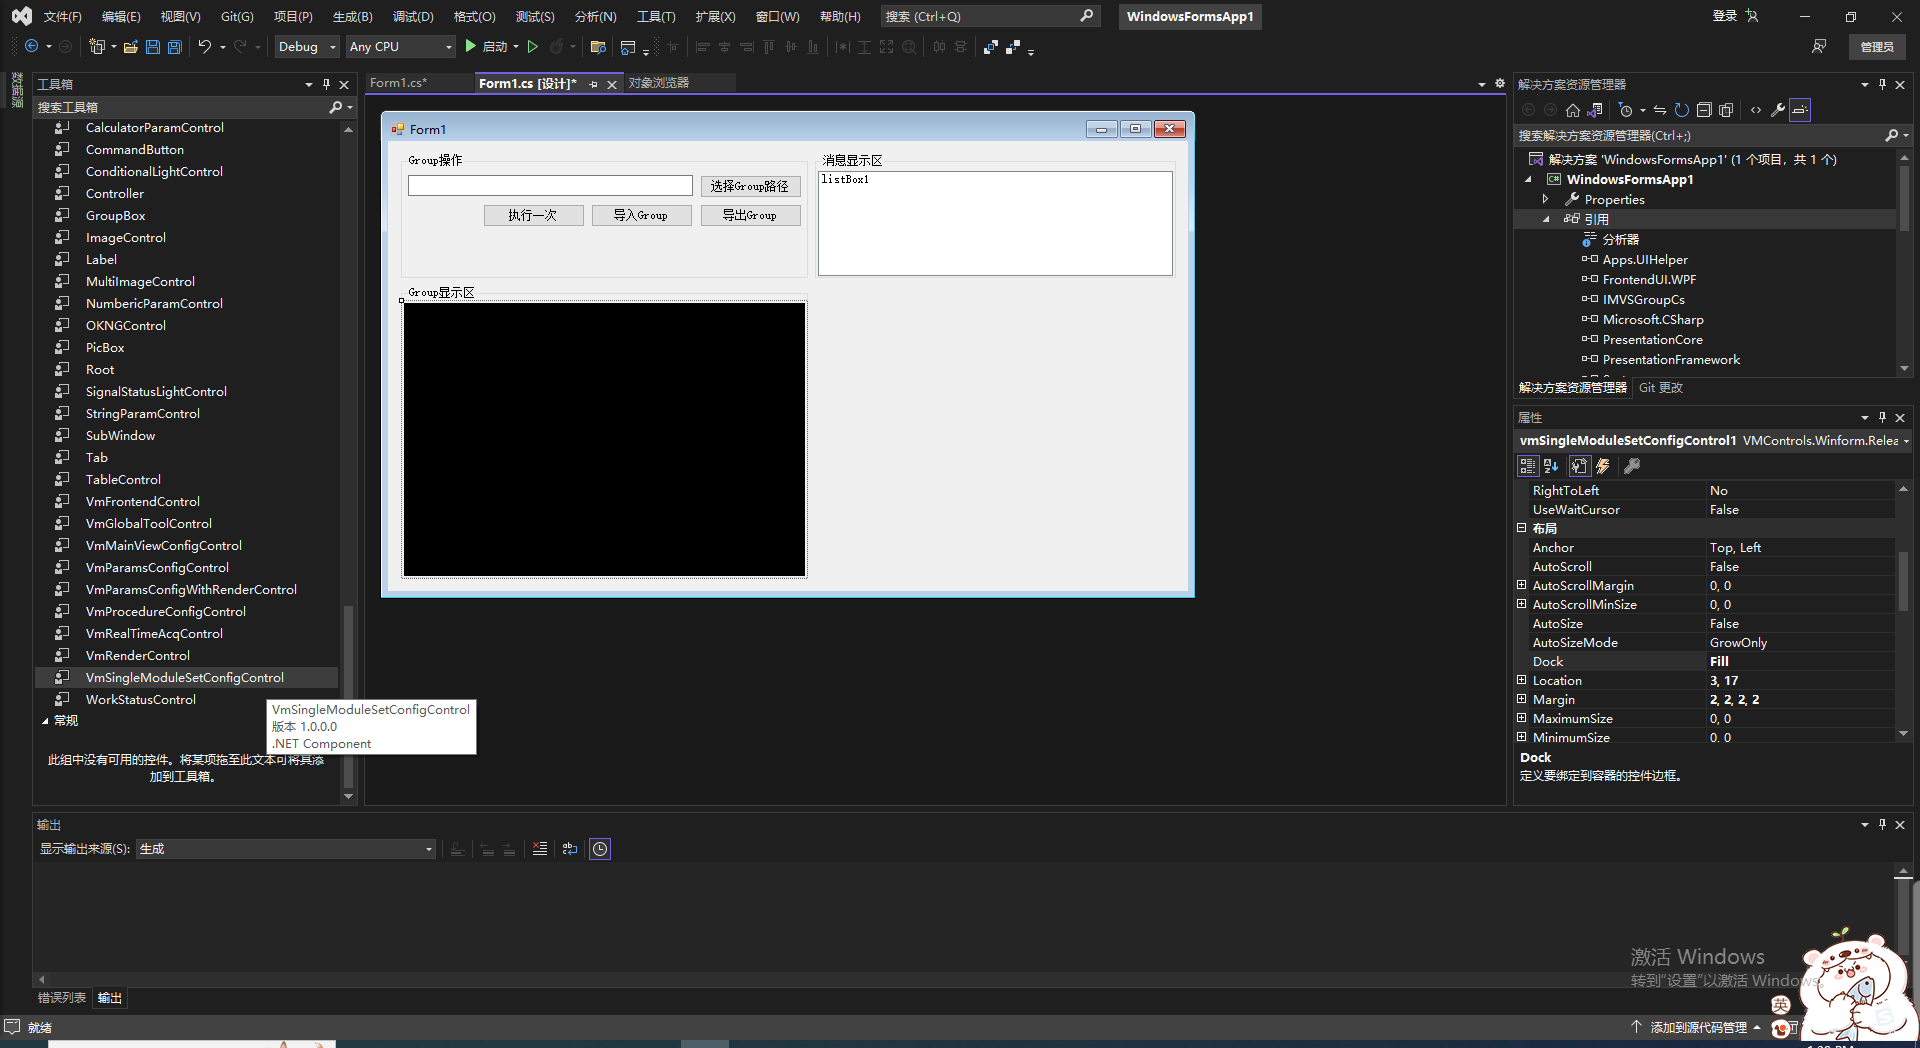 文件(F) 编辑(E) 视图(V) Git(G) 项目(P) 生成(B) 调试(D) 格式(O) 测试(S) 分析(N) 工具(T) 扩展(X) 窗口(W) 帮助(H) 搜索 (Ctrl+Q) WindowsFormsApp1 登录
Debug Any CPU 启动 管理员
数据源
工具箱
搜索工具箱
CalculatorParamControl
CommandButton
ConditionalLightControl
Controller
GroupBox
ImageControl
Label
MultiImageControl
NumbericParamControl
OKNGControl
PicBox
Root
SignalStatusLightControl
StringParamControl
SubWindow
Tab
TableControl
VmFrontendControl
VmGlobalToolControl
VmMainViewConfigControl
VmParamsConfigControl
VmParamsConfigWithRenderControl
VmProcedureConfigControl
VmRealTimeAcqControl
VmRenderControl
VmSingleModuleSetConfigControl
WorkStatusControl
常规
此组中没有可用的控件。将某项拖至此文本可将其添
加到工具箱。
VmSingleModuleSetConfigControl
版本 1.0.0.0
.NET Component
Form1.cs* Form1.cs [设计]* 对象浏览器
Form1
Group操作
选择Group路径
执行一次 导入Group 导出Group
消息显示区
listBox1
Group显示区
解决方案资源管理器
搜索解决方案资源管理器(Ctrl+;)
解决方案 'WindowsFormsApp1' (1 个项目，共 1 个)
WindowsFormsApp1
Properties
引用
分析器
Apps.UIHelper
FrontendUI.WPF
IMVSGroupCs
Microsoft.CSharp
PresentationCore
PresentationFramework
解决方案资源管理器 Git 更改
属性
vmSingleModuleSetConfigControl1 VMControls.Winform.Relea
RightToLeft No
UseWaitCursor False
布局
Anchor Top, Left
AutoScroll False
AutoScrollMargin 0, 0
AutoScrollMinSize 0, 0
AutoSize False
AutoSizeMode GrowOnly
Dock Fill
Location 3, 17
Margin 2, 2, 2, 2
MaximumSize 0, 0
MinimumSize 0, 0
Dock
定义要绑定到容器的控件边框。
输出
显示输出来源(S): 生成
错误列表 输出
激活 Windows
转到"设置"以激活 Windows。
英
就绪 添加到源代码管理